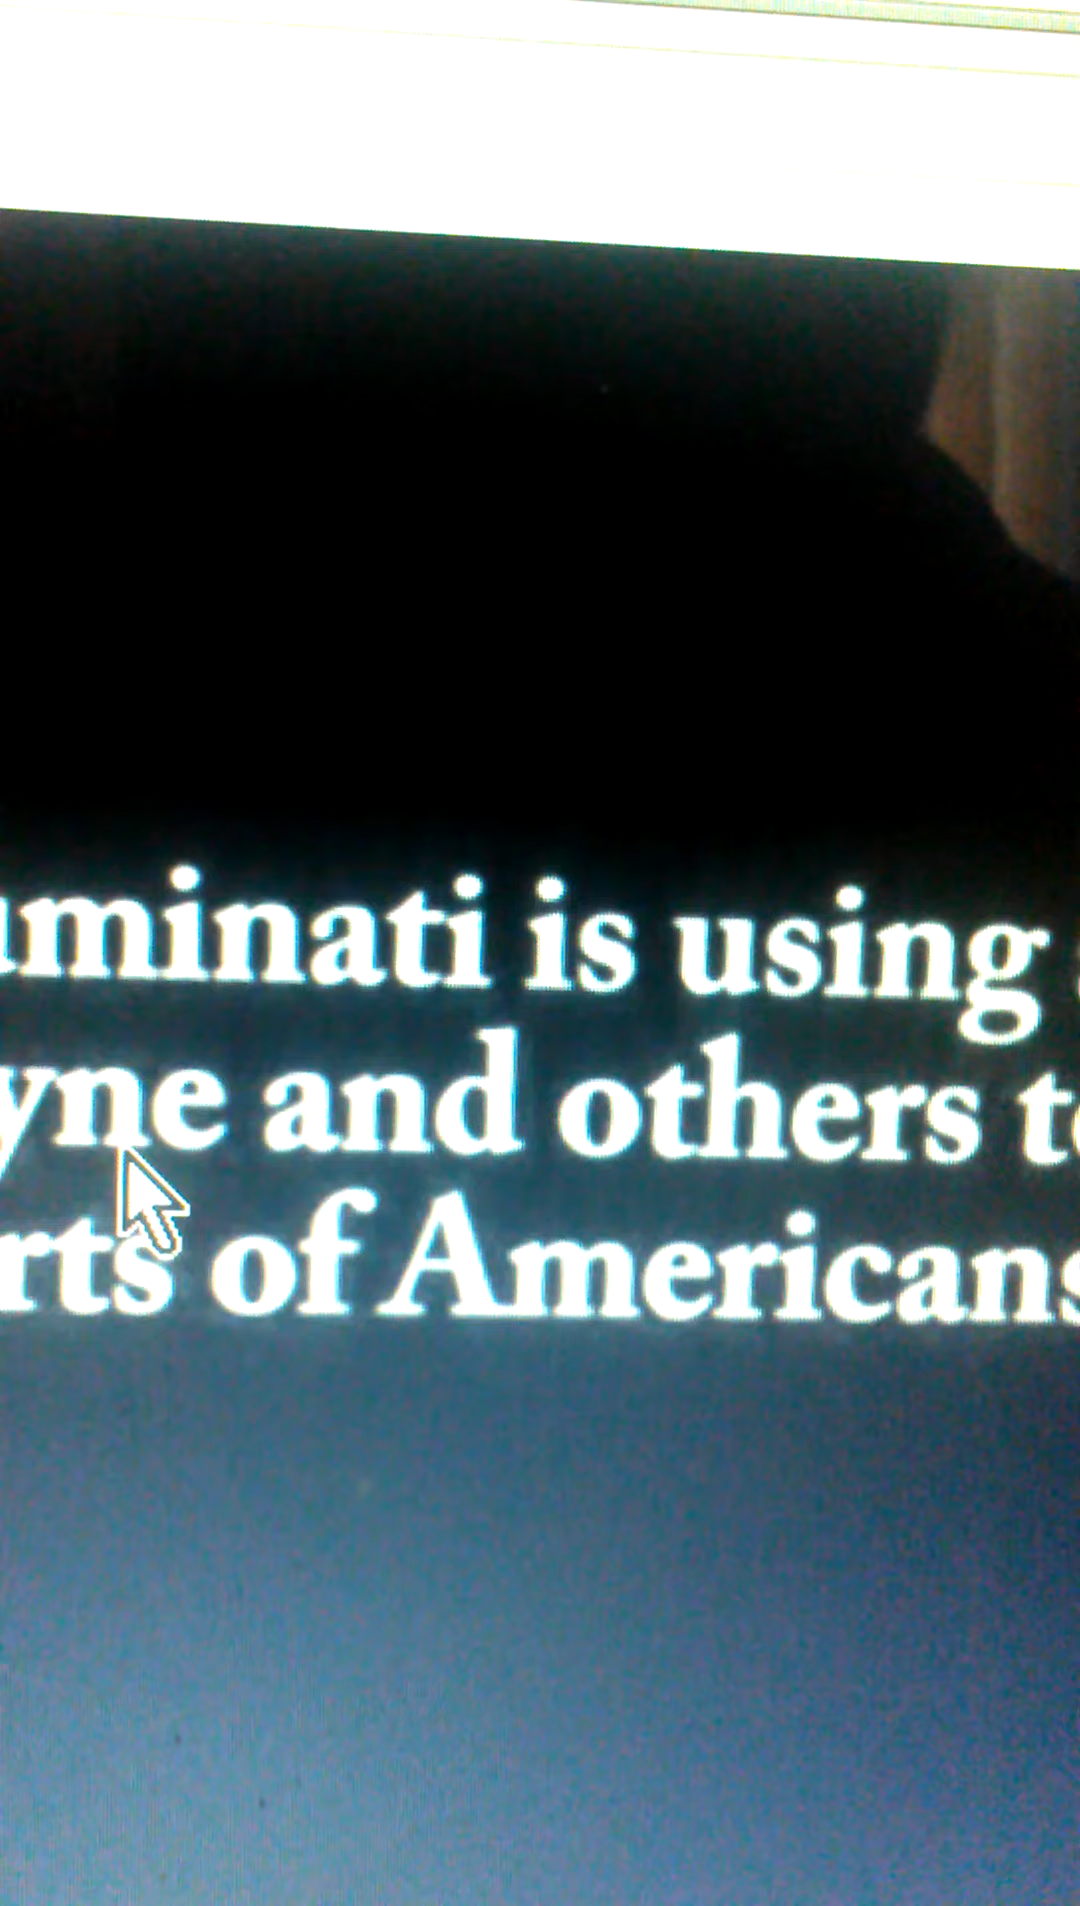 uminati is using
yne and others to
rts of Americans